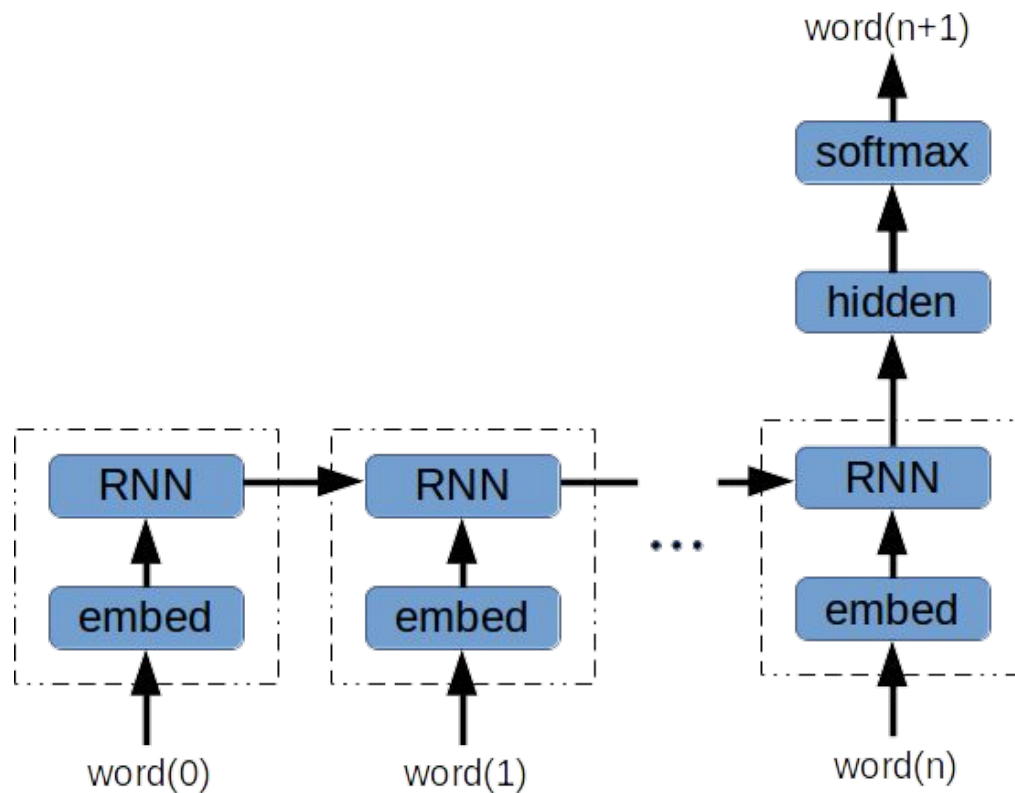 word(n+1)
softmax
hidden
RNN
RNN
RNN
...
embed
embed
embed
word(0)
word(1)
word(n)